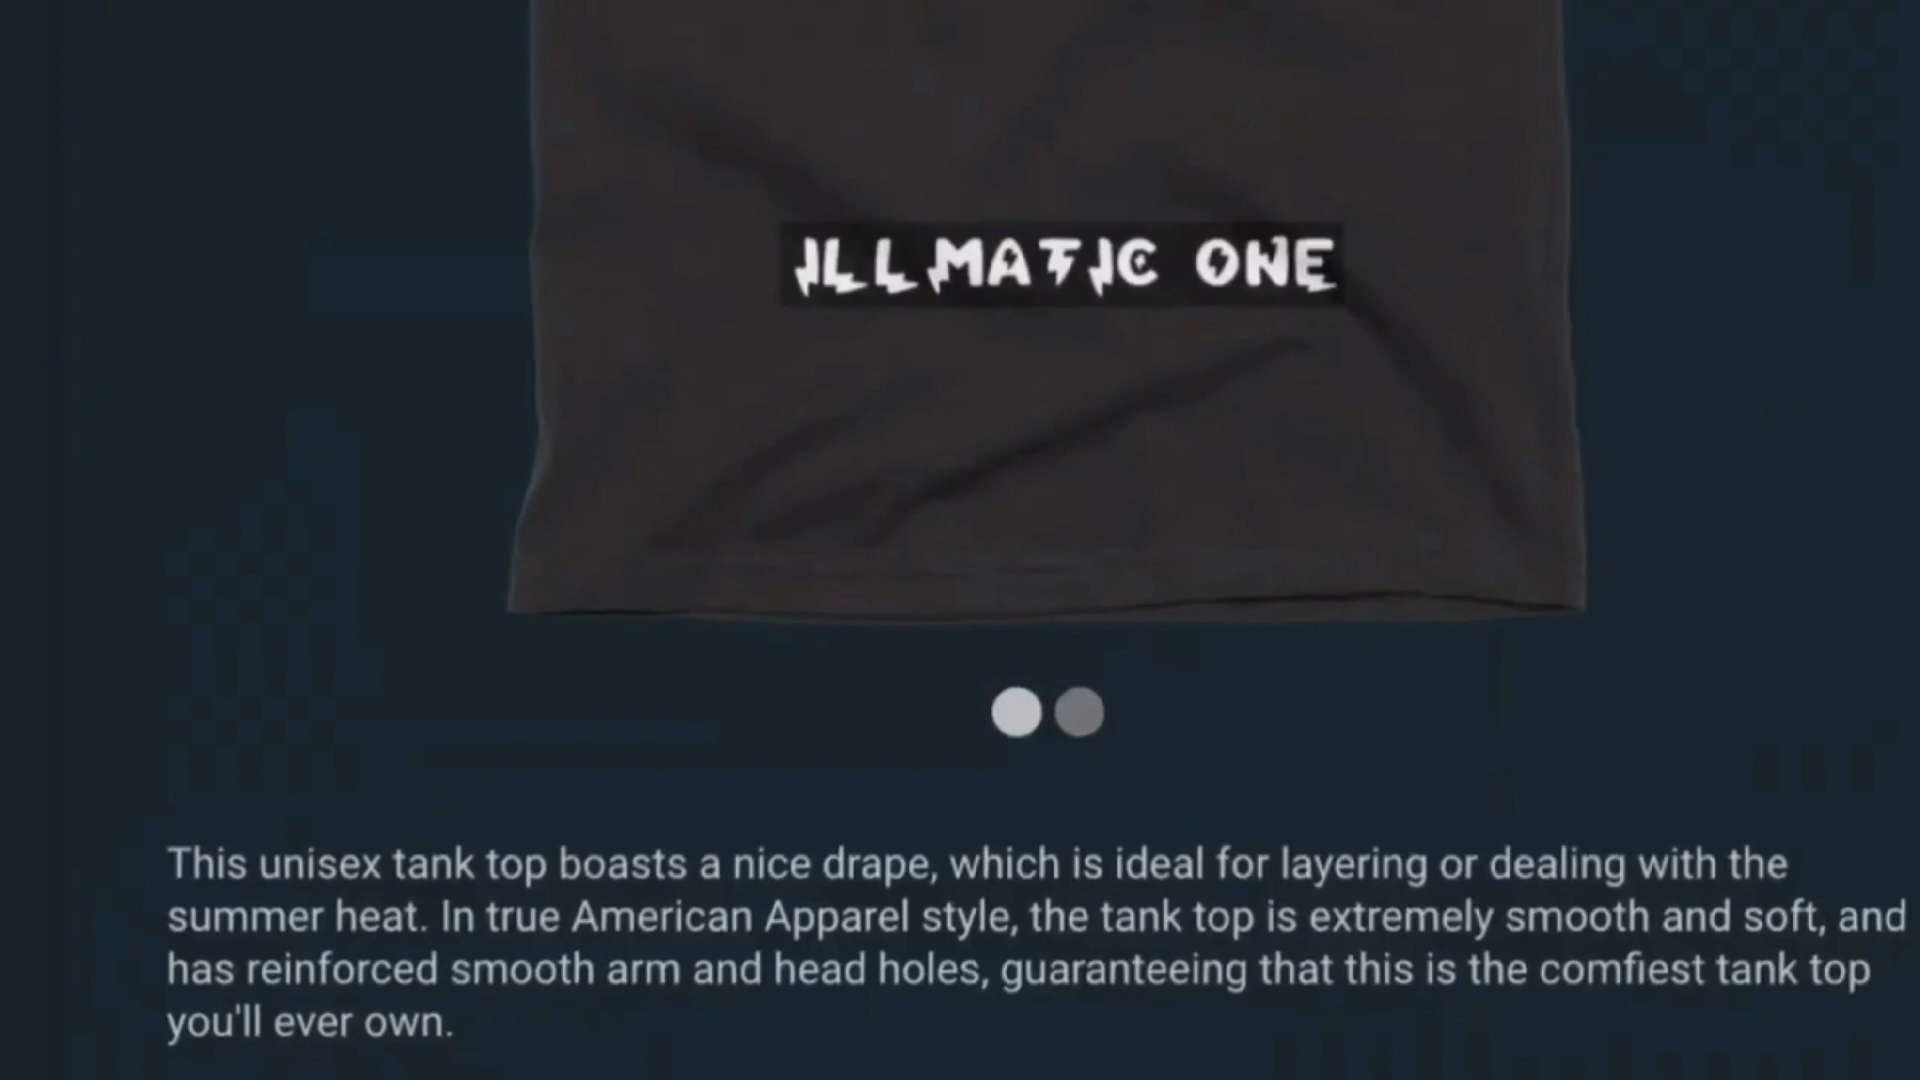 ILLMATIC ONE
This unisex tank top boasts a nice drape, which is ideal for layering or dealing with the
summer heat. In true American Apparel style, the tank top is extremely smooth and soft, and
has reinforced smooth arm and head holes, guaranteeing that this is the comfiest tank top
you'll ever own.